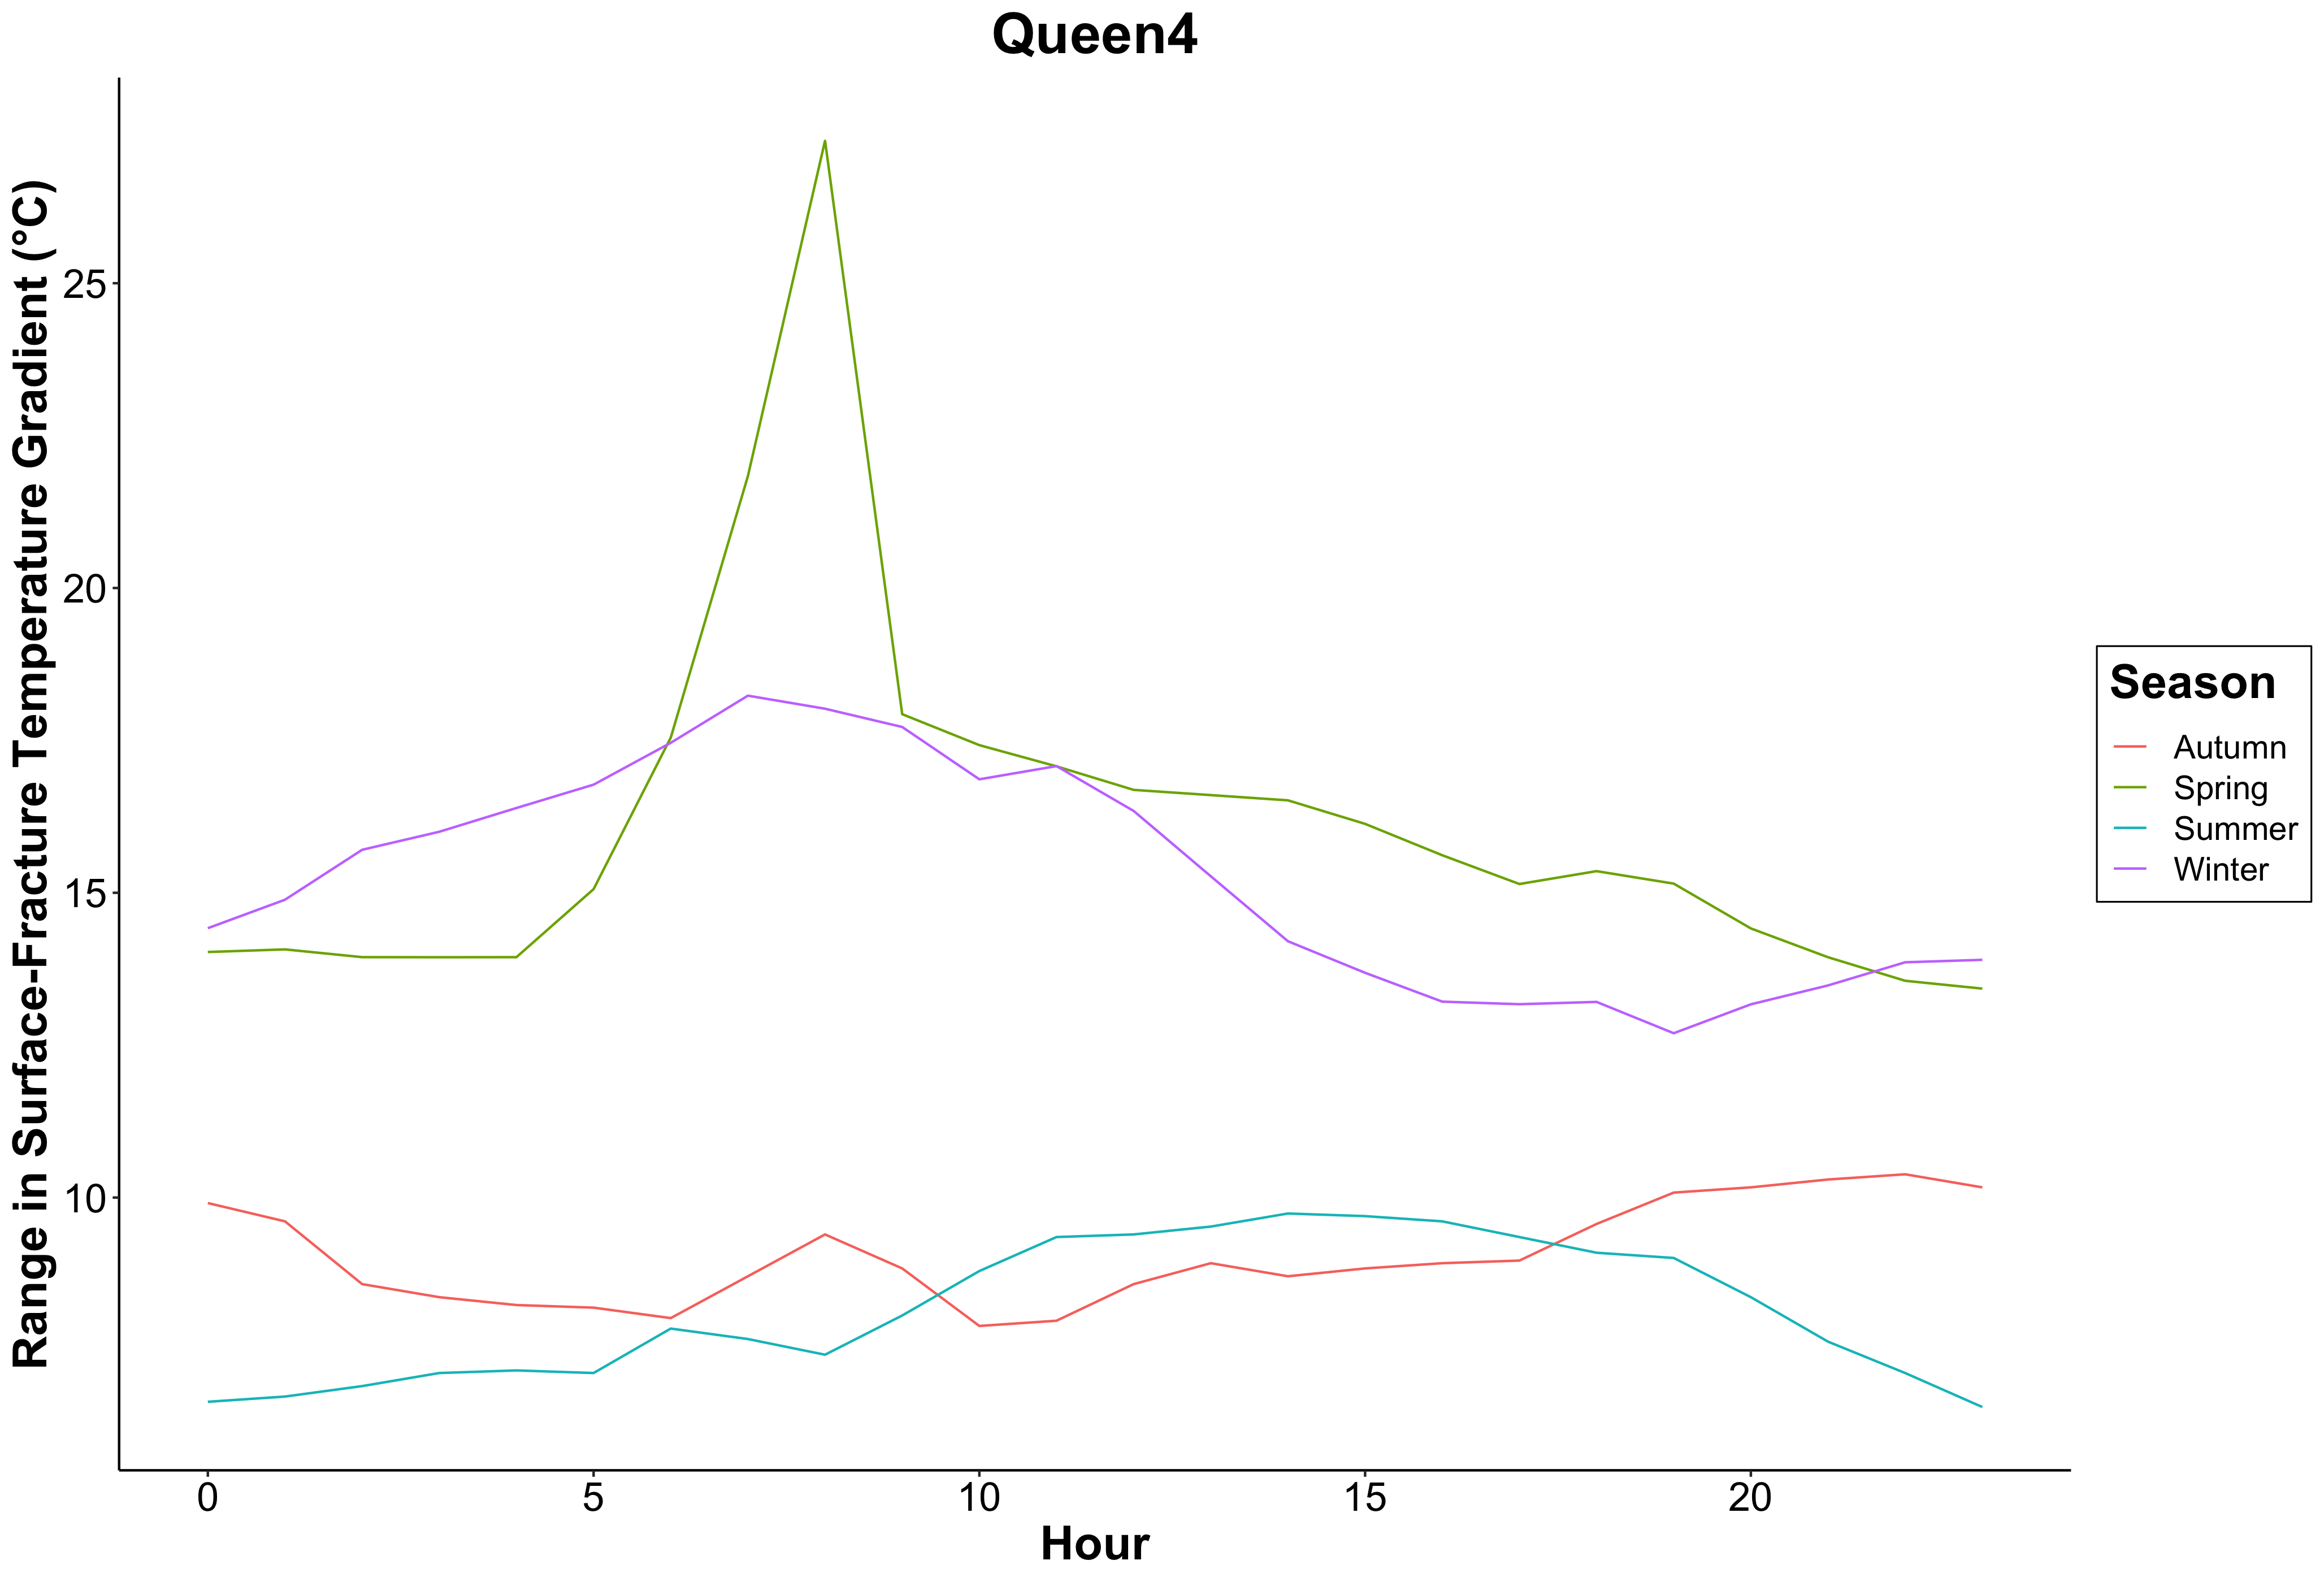 Queen4
Range in Surface-Fracture Temperature Gradient (°C)
25
20
15
10
0 5 10 15 20
Hour
Season
Autumn
Spring
Summer
Winter